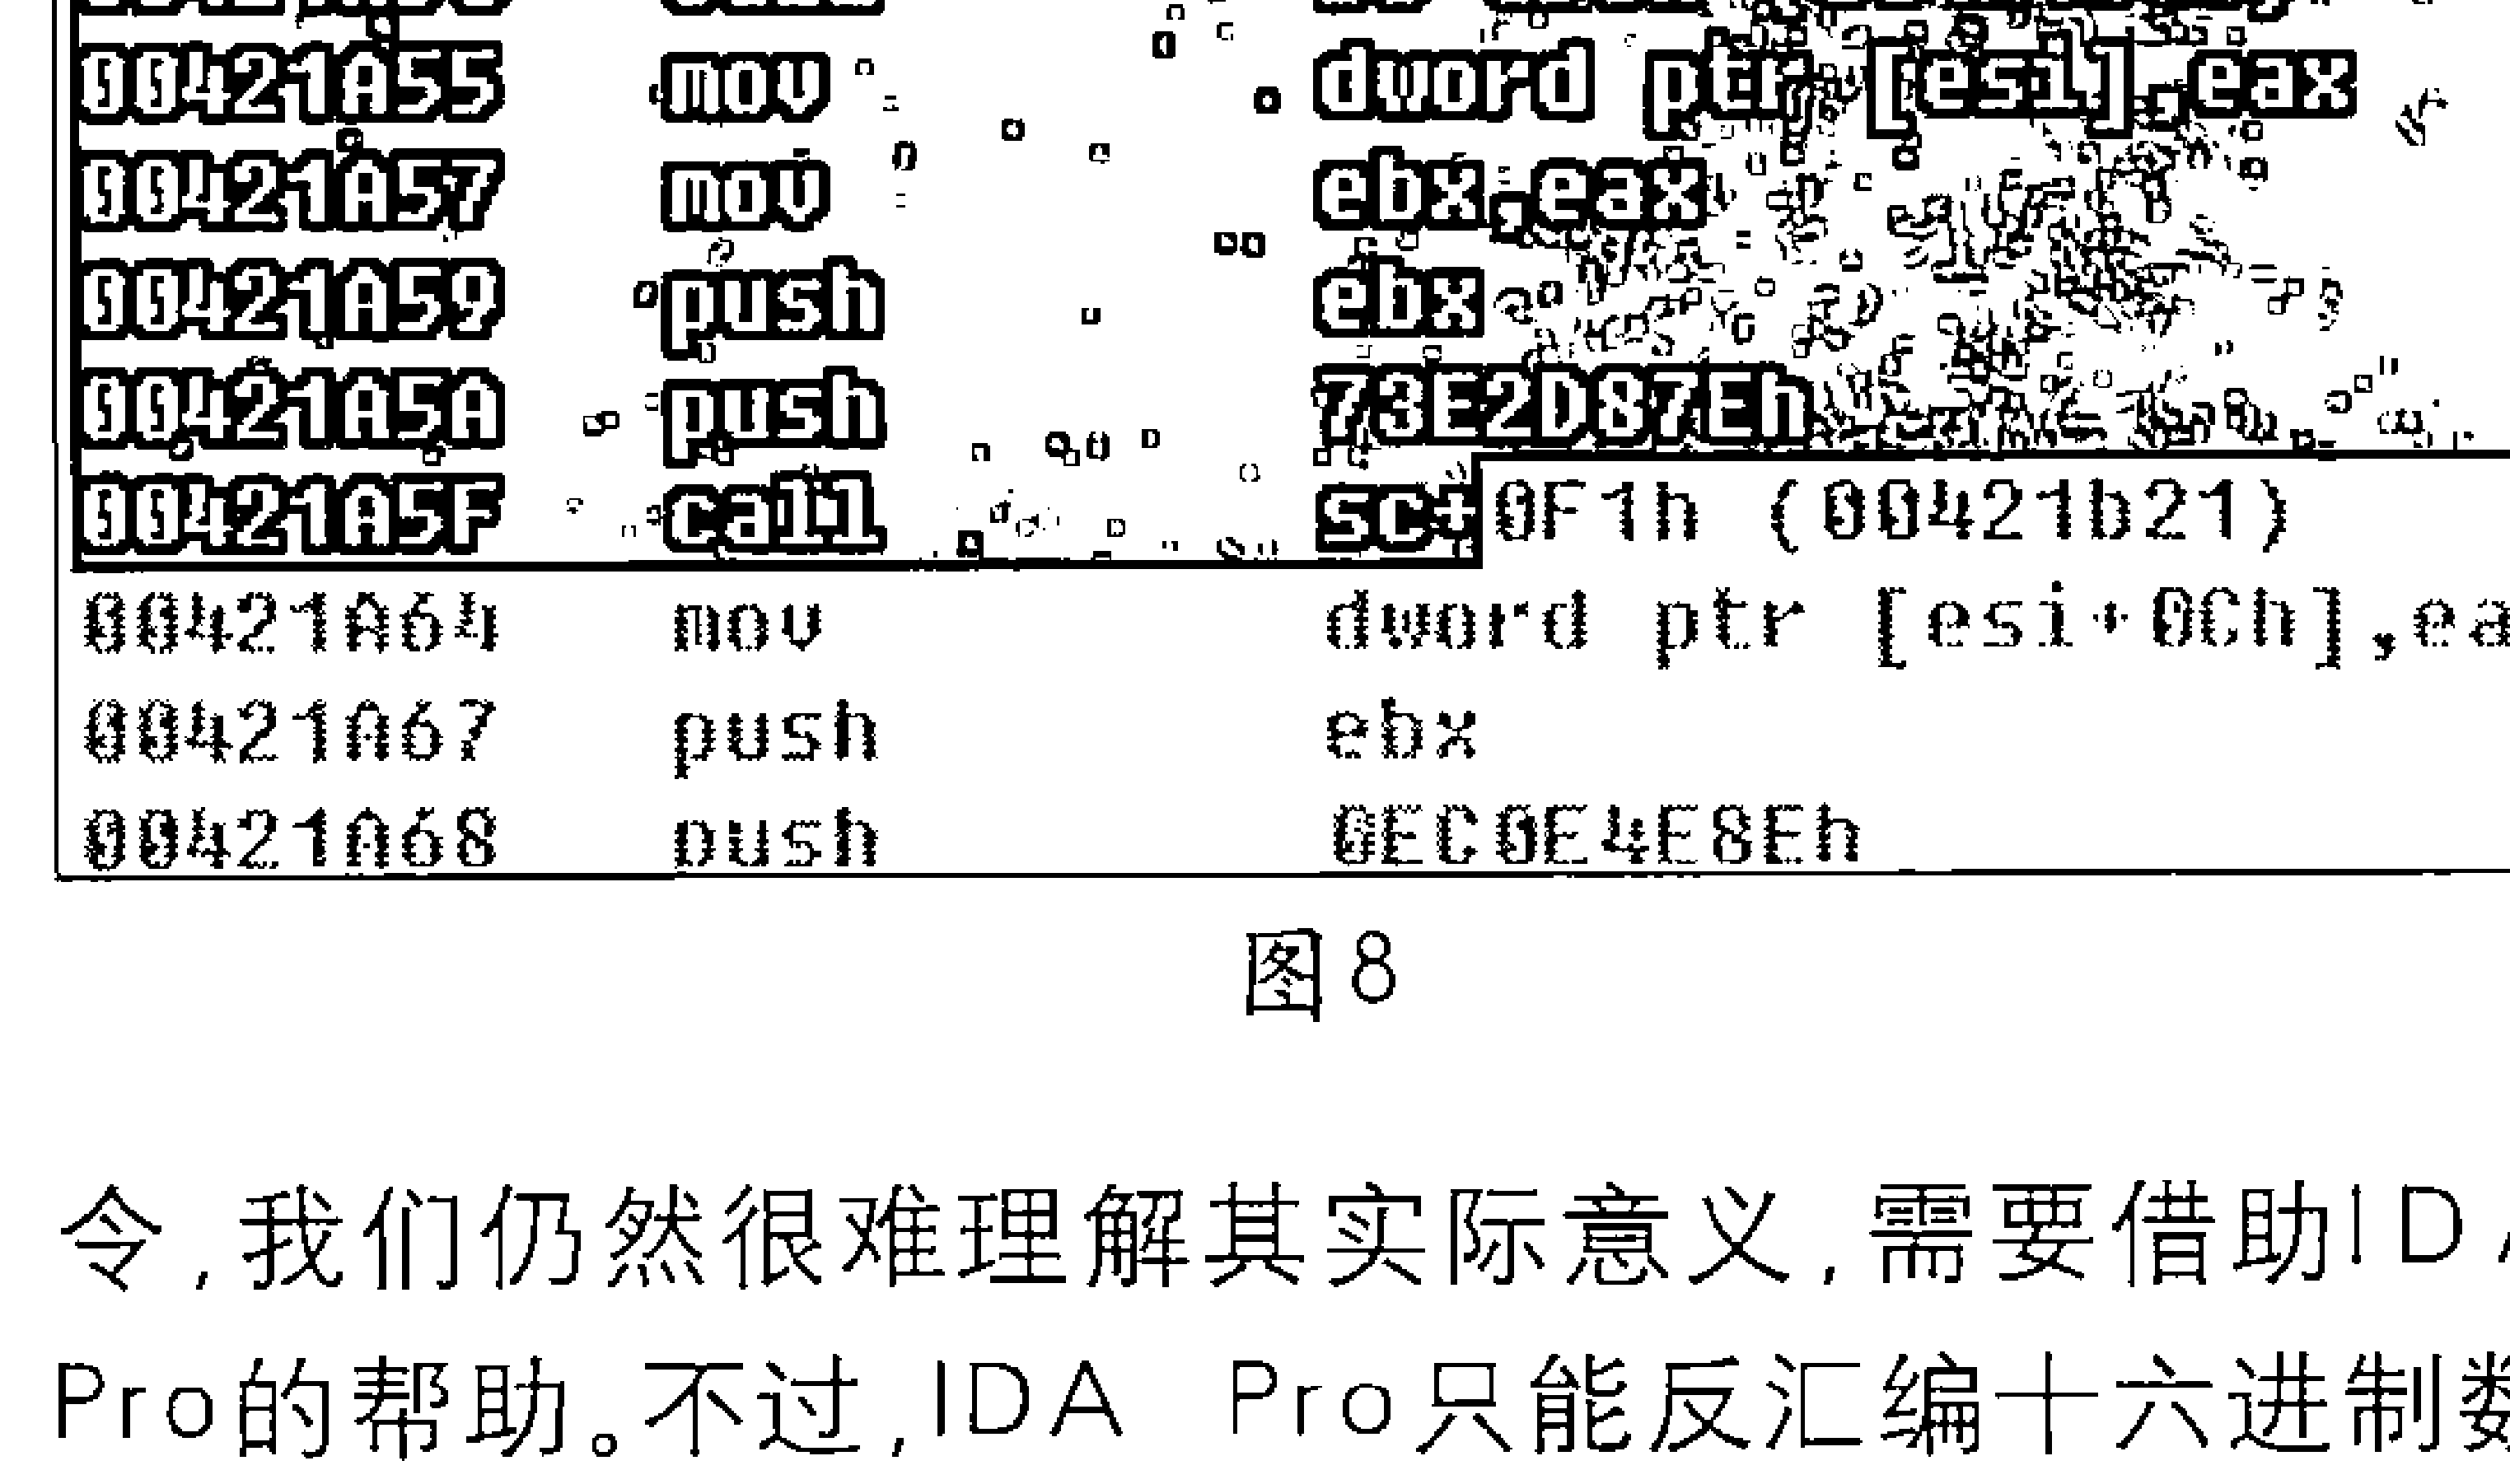 00421A55 mov dword ptr [esi],eax
00421A57 mov ebx,eax
00421A59 push ebx
00421A5A push 73E2D87Eh
00421A5F call sc+0F1h (00421b21)
00421A64 mov dword ptr [esi+0Ch],ea
00421A67 push ebx
00421A68 push 0EC0E4E8Eh
图8
令,我们仍然很难理解其实际意义,需要借助ID
Pro的帮助。不过,IDA Pro只能反汇编十六进制数